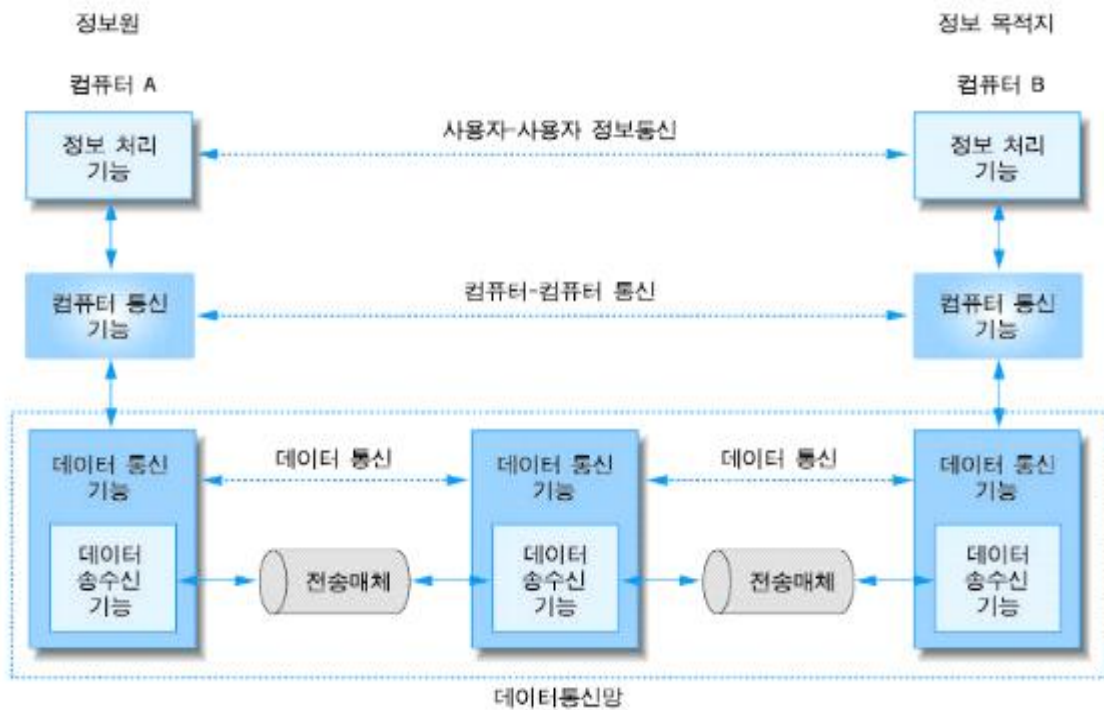 정보원
정보 목적지
컴퓨터 A
컴퓨터 B
정보 처리
기능
사용자-사용자 정보통신
정보 처리
기능
컴퓨터 통신
기능
컴퓨터-컴퓨터 통신
컴퓨터 통신
기능
데이터 통신
기능
데이터 통신
데이터 통신
기능
데이터 통신
데이터 통신
기능
데이터
송수신
기능
전송매체
데이터
송수신
기능
전송매체
데이터
송수신
기능
데이터통신망